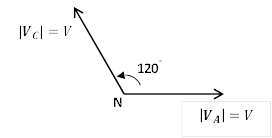 |V_C| = V
120°
N
|V_A| = V